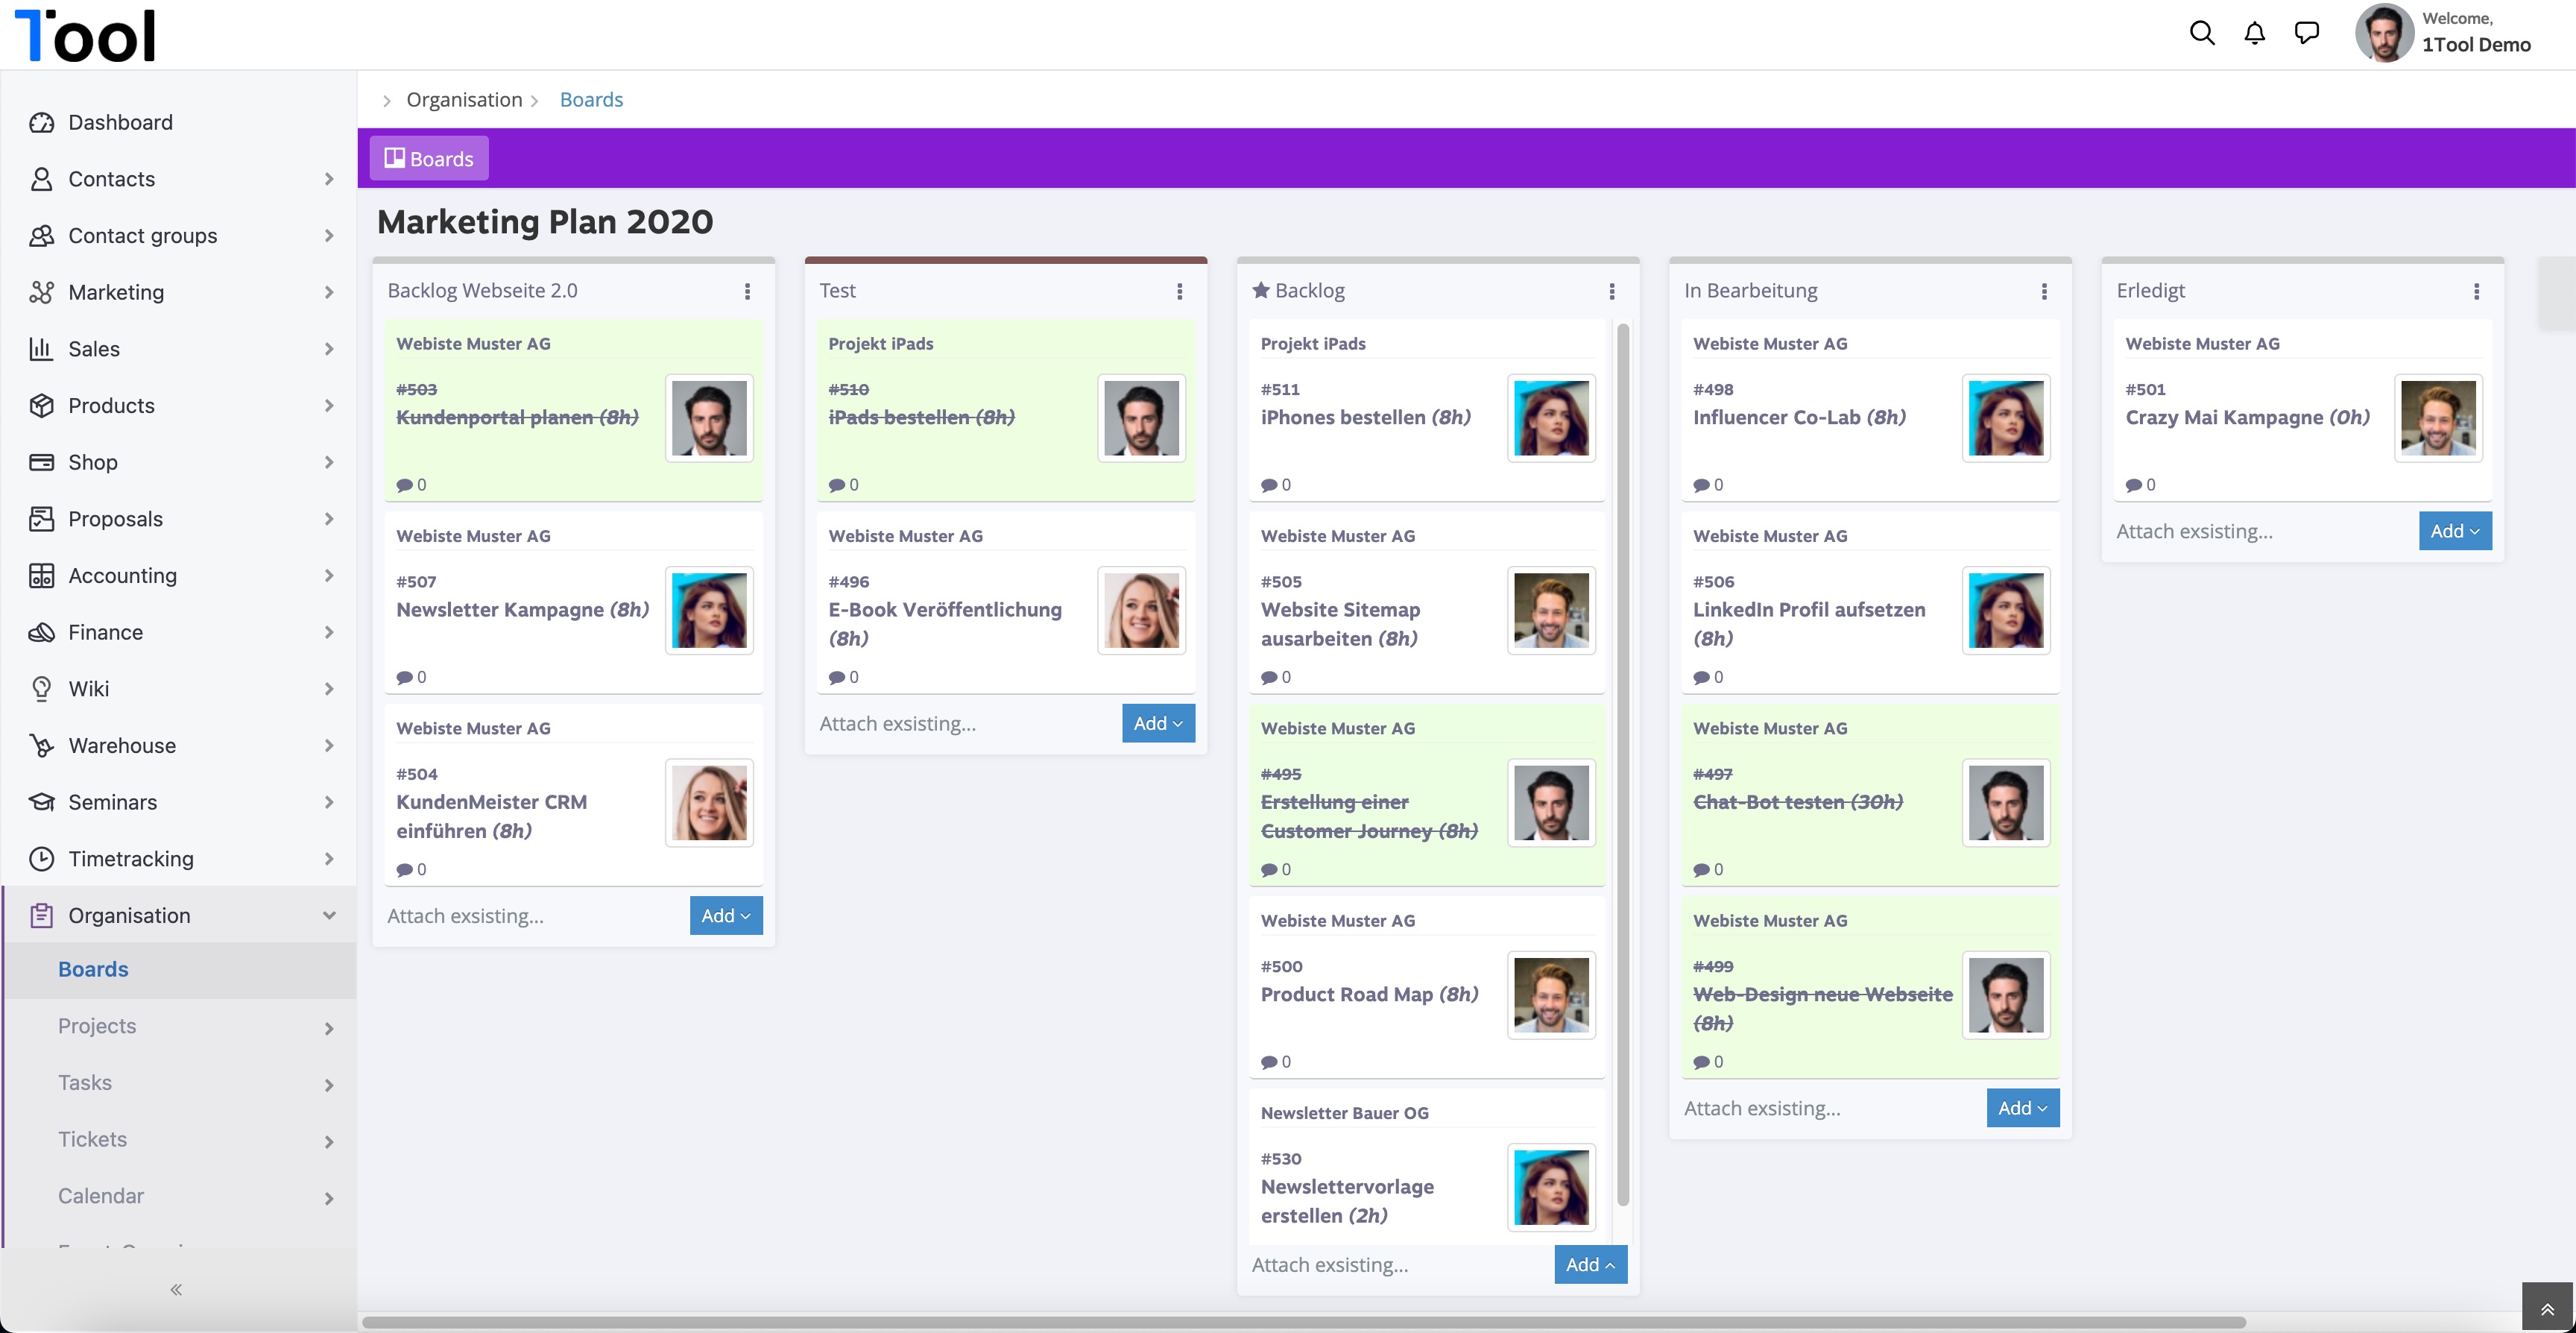 1Tool
Welcome,
1Tool Demo
Dashboard
Contacts
Contact groups
Marketing
Sales
Products
Shop
Proposals
Accounting
Finance
Wiki
Warehouse
Seminars
Timetracking
Organisation
Boards
Projects
Tasks
Tickets
Calendar
Organisation
Boards
Boards
Marketing Plan 2020
Backlog Webseite 2.0
Webiste Muster AG
#503
Kundenportal planen (8h)
0
Webiste Muster AG
#507
Newsletter Kampagne (8h)
0
Webiste Muster AG
#504
KundenMeister CRM
einführen (8h)
0
Attach exsisting...
Add
Test
Projekt iPads
#510
iPads bestellen (8h)
0
Webiste Muster AG
#496
E-Book Veröffentlichung
(8h)
0
Attach exsisting...
Add
Backlog
Projekt iPads
#511
iPhones bestellen (8h)
0
Webiste Muster AG
#505
Website Sitemap
ausarbeiten (8h)
0
Webiste Muster AG
#495
Erstellung einer
Customer Journey (8h)
0
Webiste Muster AG
#500
Product Road Map (8h)
0
Newsletter Bauer OG
#530
Newslettervorlage
erstellen (2h)
Attach exsisting...
Add
In Bearbeitung
Webiste Muster AG
#498
Influencer Co-Lab (8h)
0
Webiste Muster AG
#506
LinkedIn Profil aufsetzen
(8h)
0
Webiste Muster AG
#497
Chat-Bot testen (30h)
0
Webiste Muster AG
#499
Web-Design neue Webseite
(8h)
0
Attach exsisting...
Add
Erledigt
Webiste Muster AG
#501
Crazy Mai Kampagne (0h)
0
Attach exsisting...
Add